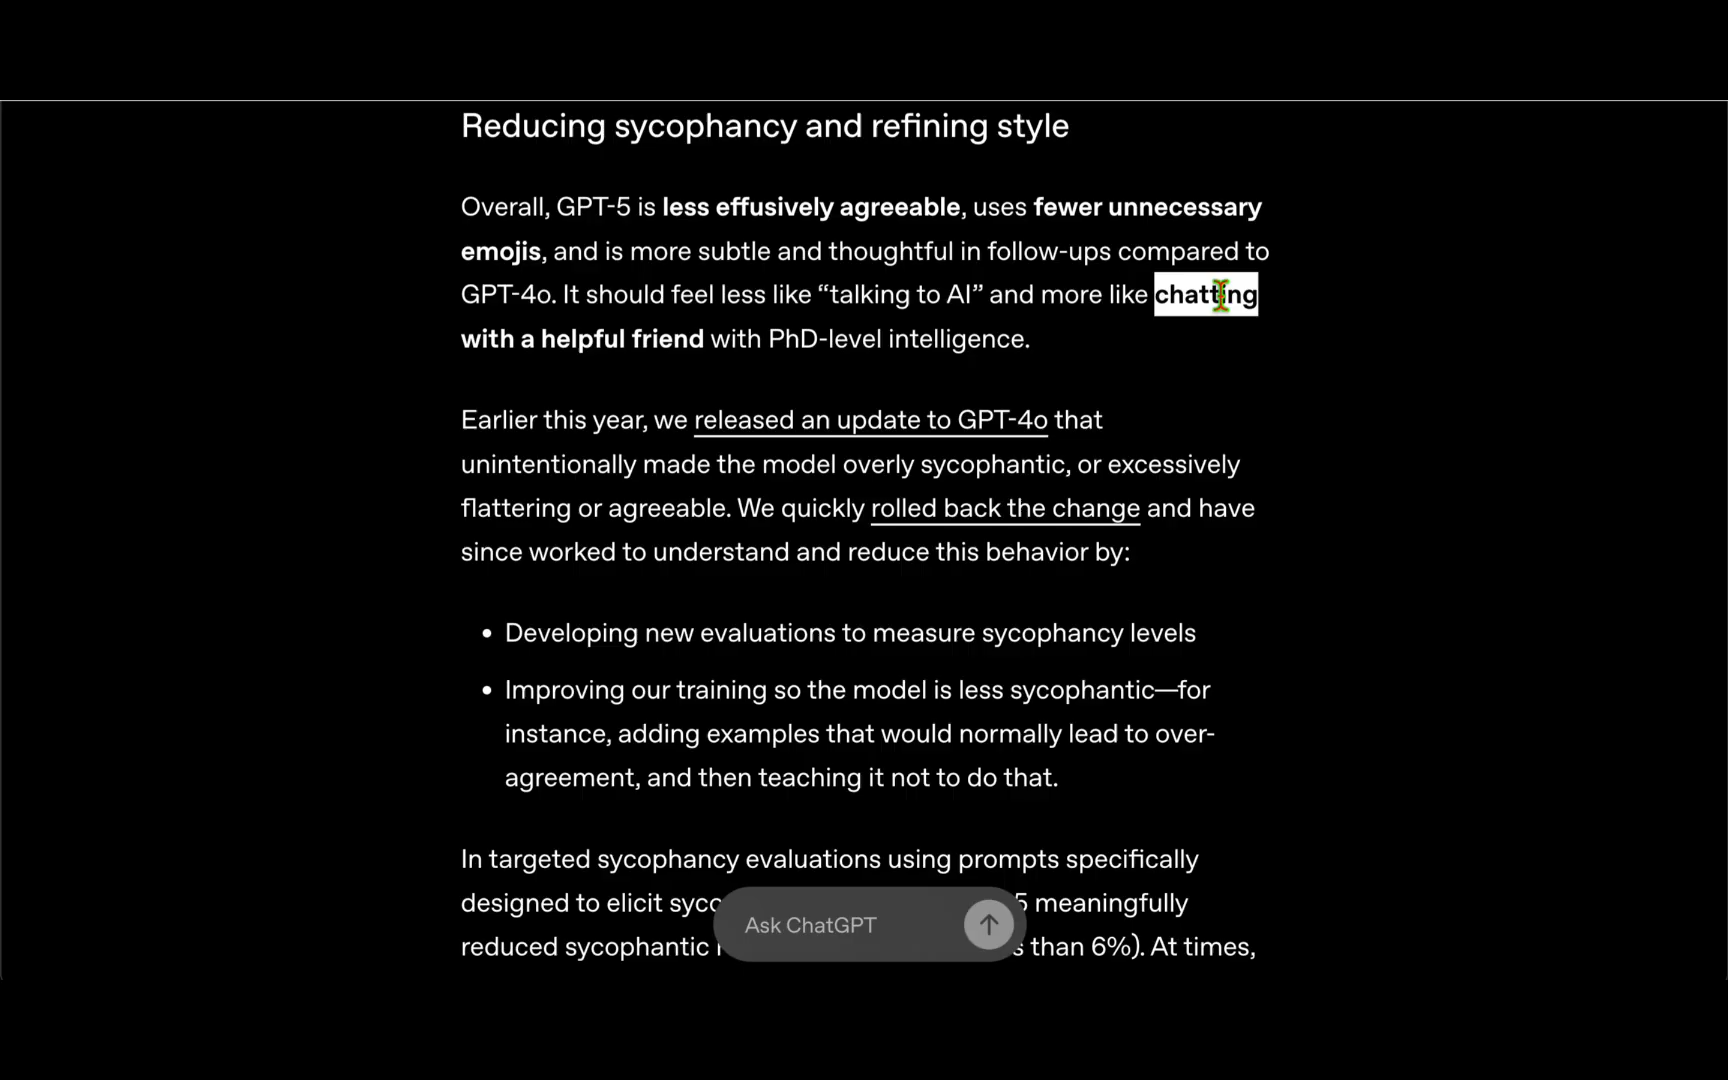 Reducing sycophancy and refining style
Overall, GPT-5 is less effusively agreeable, uses fewer unnecessary
emojis, and is more subtle and thoughtful in follow-ups compared to
GPT-4o. It should feel less like “talking to AI” and more like chatting
with a helpful friend with PhD-level intelligence.
Earlier this year, we released an update to GPT-4o that
unintentionally made the model overly sycophantic, or excessively
flattering or agreeable. We quickly rolled back the change and have
since worked to understand and reduce this behavior by:
• Developing new evaluations to measure sycophancy levels
• Improving our training so the model is less sycophantic—for
instance, adding examples that would normally lead to over-
agreement, and then teaching it not to do that.
In targeted sycophancy evaluations using prompts specifically
designed to elicit meaningfully
reduced sycophantic than 6%). At times,
Ask ChatGPT